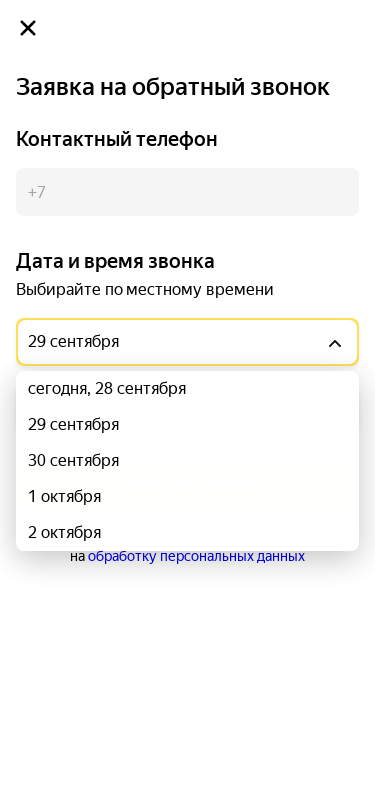 Заявка на обратный звонок
Контактный телефон
+7
Дата и время звонка
Выбирайте по местному времени
29 сентября
сегодня, 28 сентября
29 сентября
30 сентября
1 октября
2 октября
на обработку персональных данных